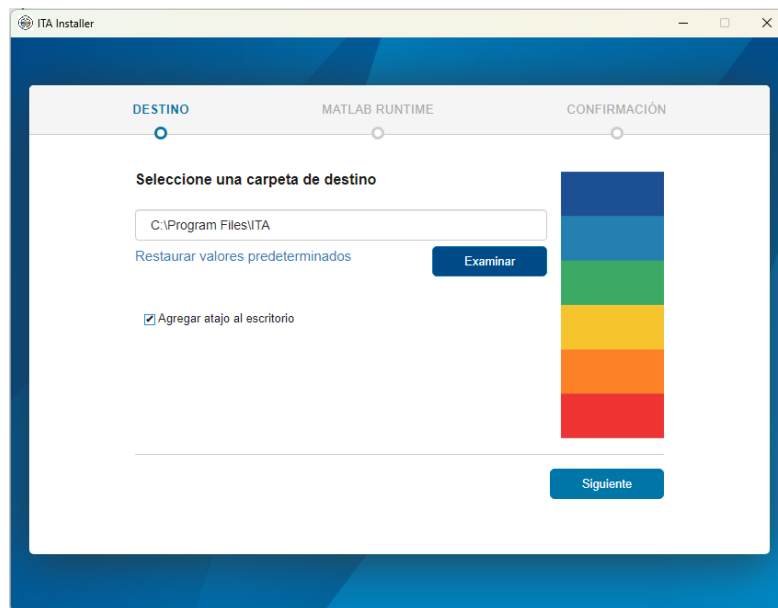 ITA Installer
DESTINO
MATLAB RUNTIME
CONFIRMACIÓN
Seleccione una carpeta de destino
C:\Program Files\ITA
Restaurar valores predeterminados
Examinar
Agregar atajo al escritorio
Siguiente